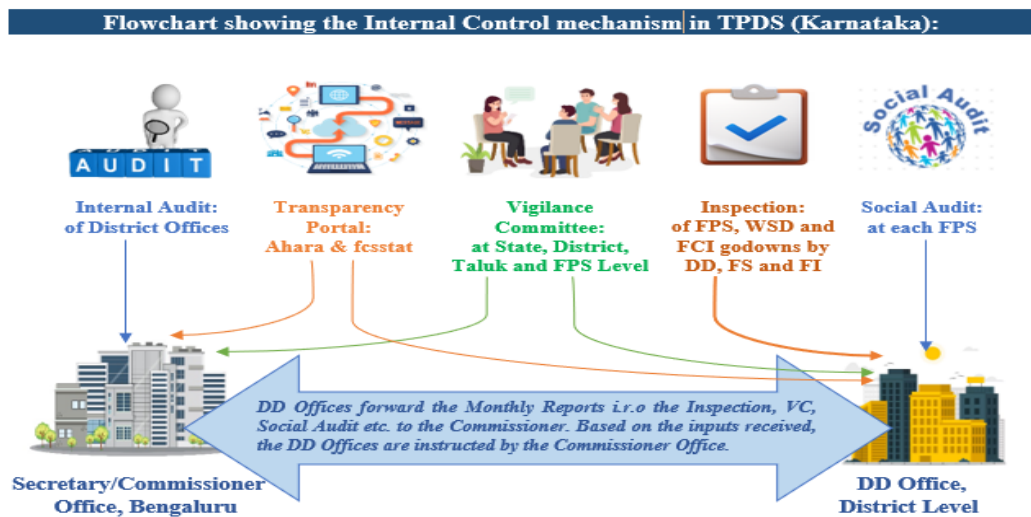 Flowchart showing the Internal Control mechanism in TPDS (Karnataka):
AUDIT
Social Audit
Internal Audit:
of District Offices
Transparency
Portal:
Ahara & fcsstat
Vigilance
Committee:
at State, District,
Taluk and FPS Level
Inspection:
of FPS, WSD and
FCI godowns by
DD, FS and FI
Social Audit:
at each FPS
DD Offices forward the Monthly Reports i.r.o the Inspection, VC,
Social Audit etc. to the Commissioner. Based on the inputs received,
the DD Offices are instructed by the Commissioner Office.
Secretary/Commissioner
Office, Bengaluru
DD Office,
District Level